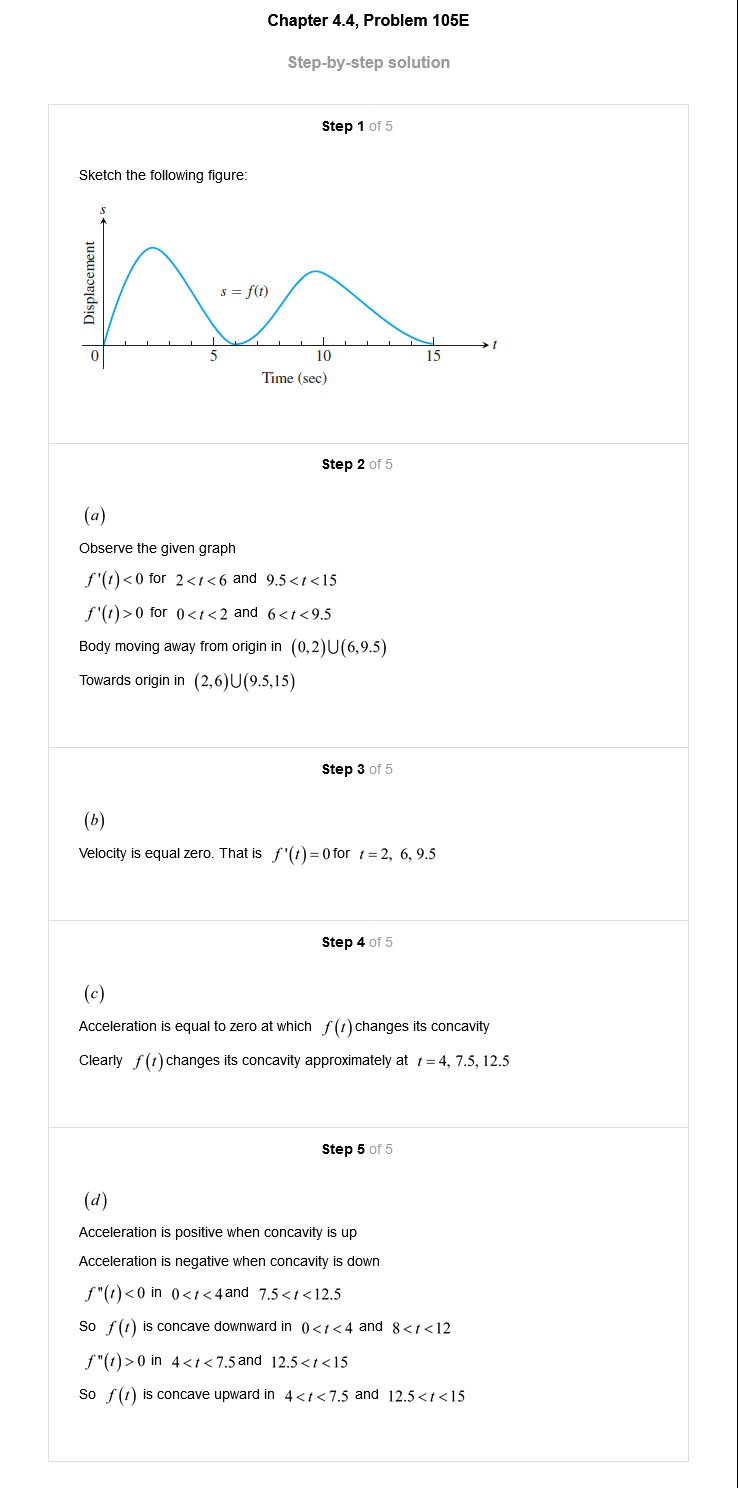 Chapter 4.4, Problem 105E
Step-by-step solution
Step 1 of 5
Sketch the following figure:
s
Displacement
s = f(t)
t
0 5 10 15
Time (sec)
Step 2 of 5
(a)
Observe the given graph
f'(t)<0 for 2<t<6 and 9.5<t<15
f'(t)>0 for 0<t<2 and 6<t<9.5
Body moving away from origin in (0,2)∪(6,9.5)
Towards origin in (2,6)∪(9.5,15)
Step 3 of 5
(b)
Velocity is equal zero. That is f'(t)=0 for t=2, 6, 9.5
Step 4 of 5
(c)
Acceleration is equal to zero at which f(t) changes its concavity
Clearly f(t) changes its concavity approximately at t=4, 7.5, 12.5
Step 5 of 5
(d)
Acceleration is positive when concavity is up
Acceleration is negative when concavity is down
f"(t)<0 in 0<t<4 and 7.5<t<12.5
So f(t) is concave downward in 0<t<4 and 8<t<12
f"(t)>0 in 4<t<7.5 and 12.5<t<15
So f(t) is concave upward in 4<t<7.5 and 12.5<t<15